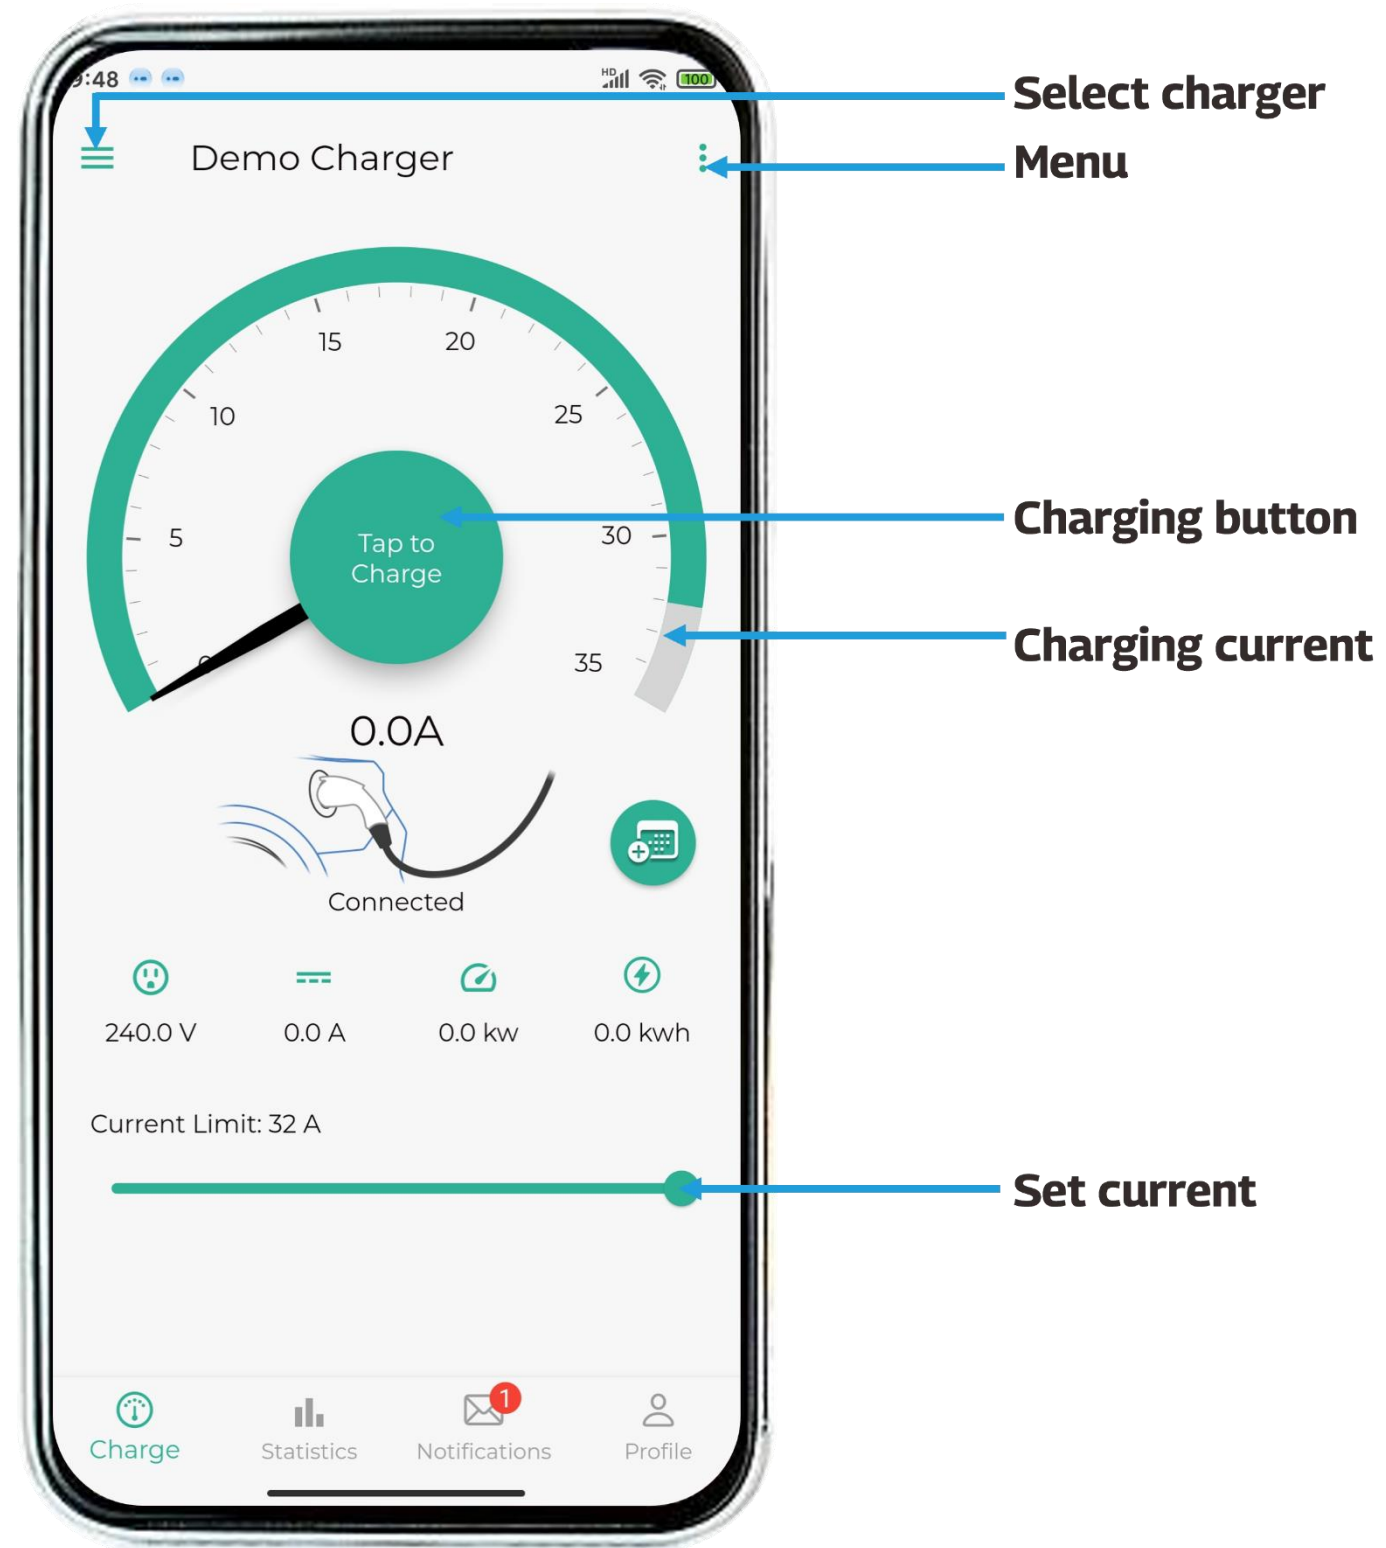 9:48
HD
100
Select charger
Demo Charger
Menu
15
20
10
25
5
30
Tap to
Charge
Charging button
0
35
Charging current
0.0A
Connected
240.0 V
0.0 A
0.0 kw
0.0 kwh
Current Limit: 32 A
Set current
1
Charge
Statistics
Notifications
Profile